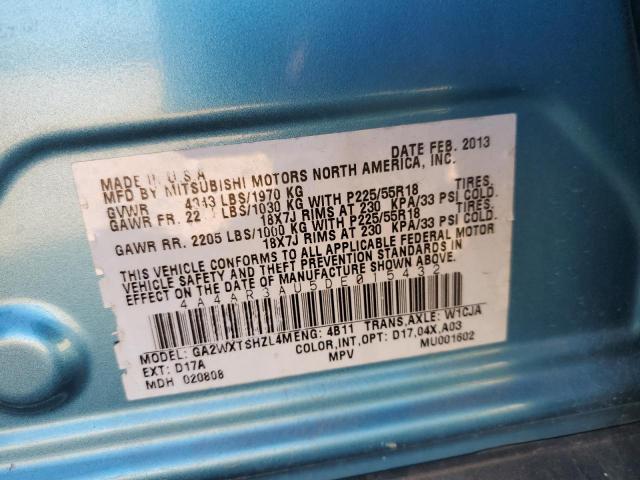 MADE IN U.S.A. DATE FEB. 2013
MFD BY MITSUBISHI MOTORS NORTH AMERICA, INC.
GVWR 4343 LBS/1970 KG
GAWR FR. LBS/1030 KG WITH P225/55R18 TIRES.
18X7J RIMS AT 230 KPA/33 PSI COLD.
GAWR RR. 2205 LBS/1000 KG WITH P225/55R18 TIRES.
18X7J RIMS AT 230 KPA/33 PSI COLD.
THIS VEHICLE CONFORMS TO ALL APPLICABLE FEDERAL MOTOR
VEHICLE SAFETY AND THEFT PREVENTION STANDARDS IN
EFFECT ON THE DATE OF MANUFACTURE SHOWN ABOVE.
4A4AR3AU5DE015432
MODEL: GA2WXTSHZL4M ENG: 4B11 TRANS,AXLE: W1CJA
EXT: D17A COLOR,INT,OPT: D17,04X,A03
MDH 020808 MPV MU001602